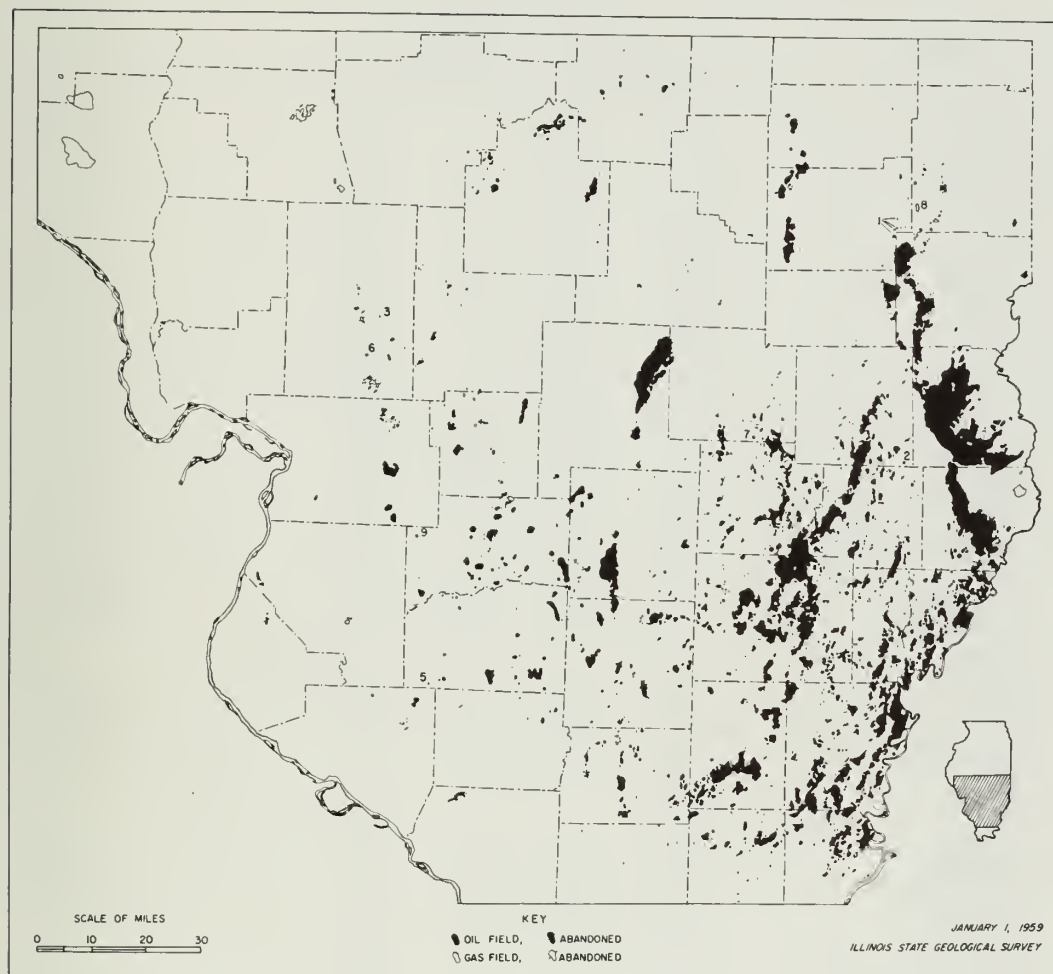 8
3
6
7
2
9
5
SCALE OF MILES
0 10 20 30
KEY
OIL FIELD, ABANDONED
GAS FIELD, ABANDONED
JANUARY 1, 1959
ILLINOIS STATE GEOLOGICAL SURVEY